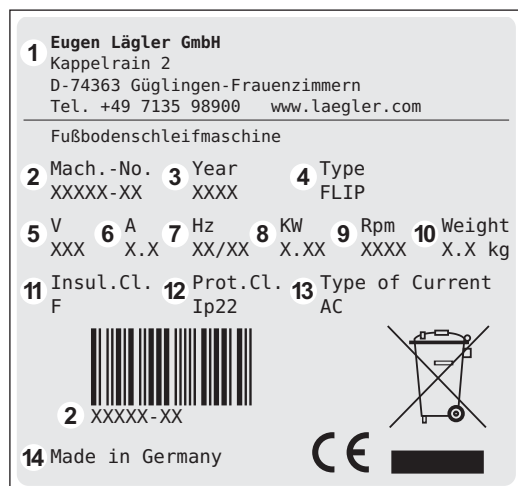 1 Eugen Lägler GmbH
Kappelrain 2
D-74363 Güglingen-Frauenzimmern
Tel. +49 7135 98900 www.laegler.com
Fußbodenschleifmaschine
2 Mach.-No. 3 Year 4 Type
XXXXX-XX XXXX FLIP
5 V 6 A 7 Hz 8 KW 9 Rpm 10 Weight
XXX X.X XX/XX X.XX XXXX X.X kg
11 Insul.Cl. 12 Prot.Cl. 13 Type of Current
F Ip22 AC
2 XXXXX-XX
14 Made in Germany CE